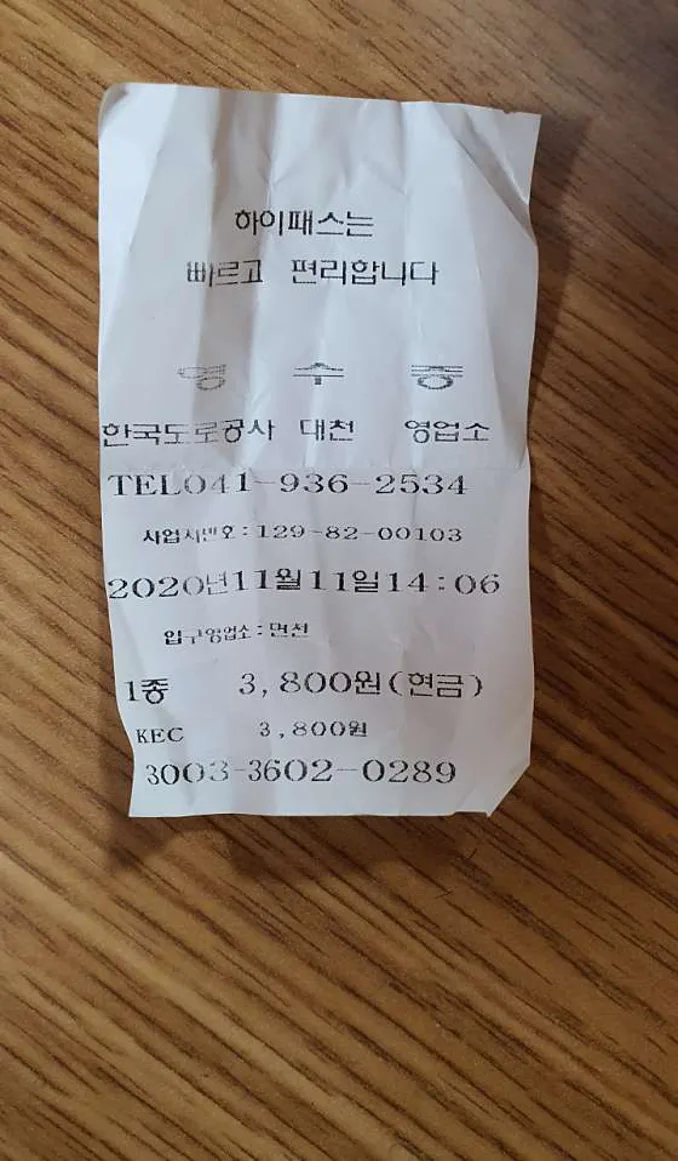 하이패스는
빠르고 편리합니다
영 수 증
한국도로공사 대천 영업소
TEL041-936-2534
사업자번호:129-82-00103
2020년11월11일14:06
입구영업소:면천
1종 3,800원(현금)
KEC 3,800원
3003-3602-0289